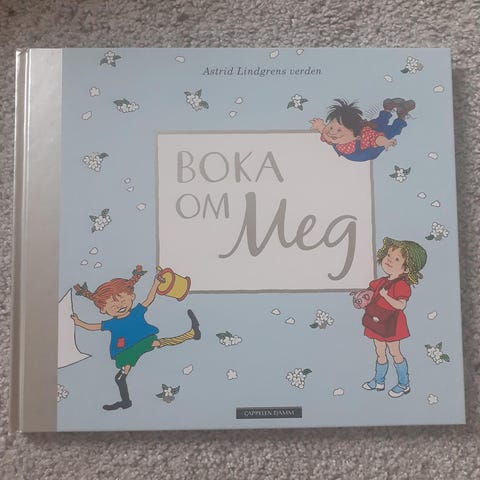 Astrid Lindgrens verden
BOKA
OM Meg
CAPPELEN DAMM